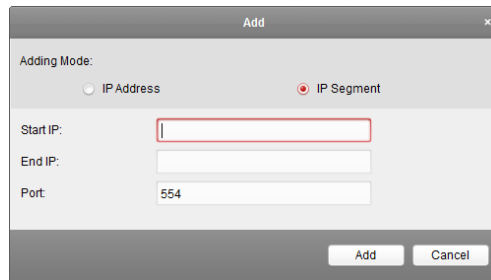 Add
×
Adding Mode:
IP Address
IP Segment
Start IP:
End IP:
Port: 554
Add
Cancel